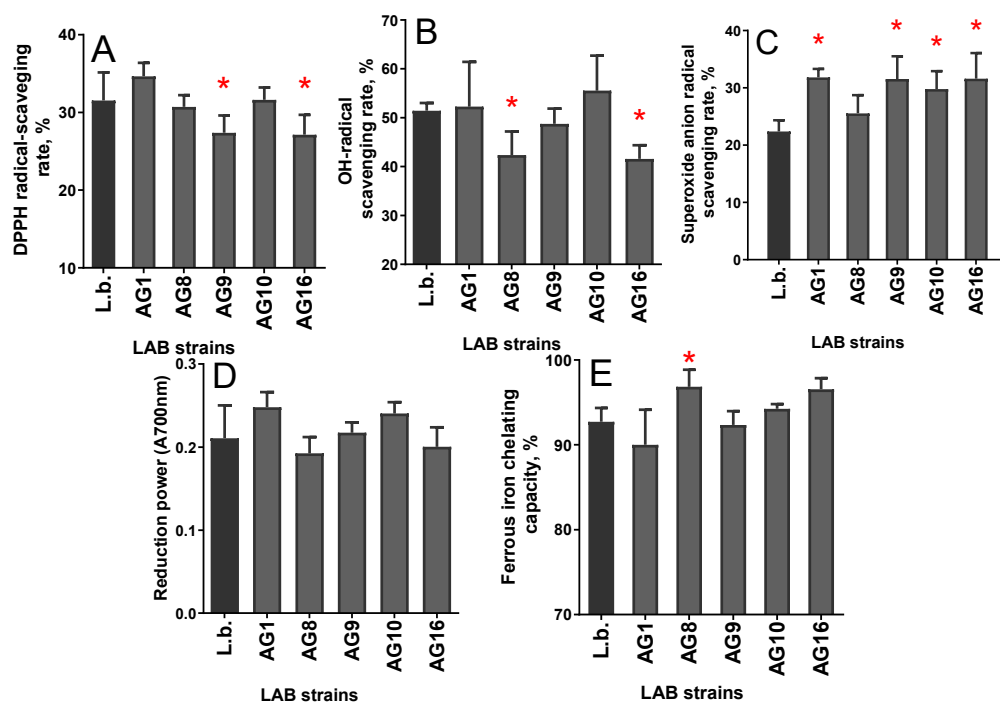 A
DPPH radical-scaveging
rate, %
40
30
20
10
L.b.
AG1
AG8
AG9
AG10
AG16
*
*
LAB strains
B
OH-radical
scavenging rate, %
70
60
50
40
30
20
L.b.
AG1
AG8
AG9
AG10
AG16
*
*
LAB strains
C
Superoxide anion radical
scavenging rate, %
40
30
20
10
0
L.b.
AG1
AG8
AG9
AG10
AG16
*
*
*
*
LAB strains
D
Reduction power (A700nm)
0.3
0.2
0.1
0.0
L.b.
AG1
AG8
AG9
AG10
AG16
LAB strains
E
Ferrous iron chelating
capacity, %
100
90
80
70
L.b.
AG1
AG8
AG9
AG10
AG16
*
LAB strains